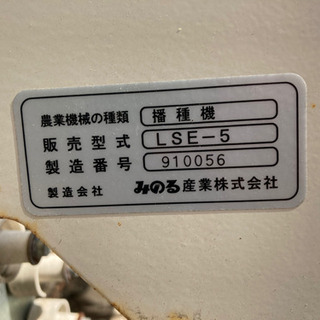 農業機械の種類 播種機
販売型式 LSE-5
製造番号 910056
製造会社 みのる産業株式会社